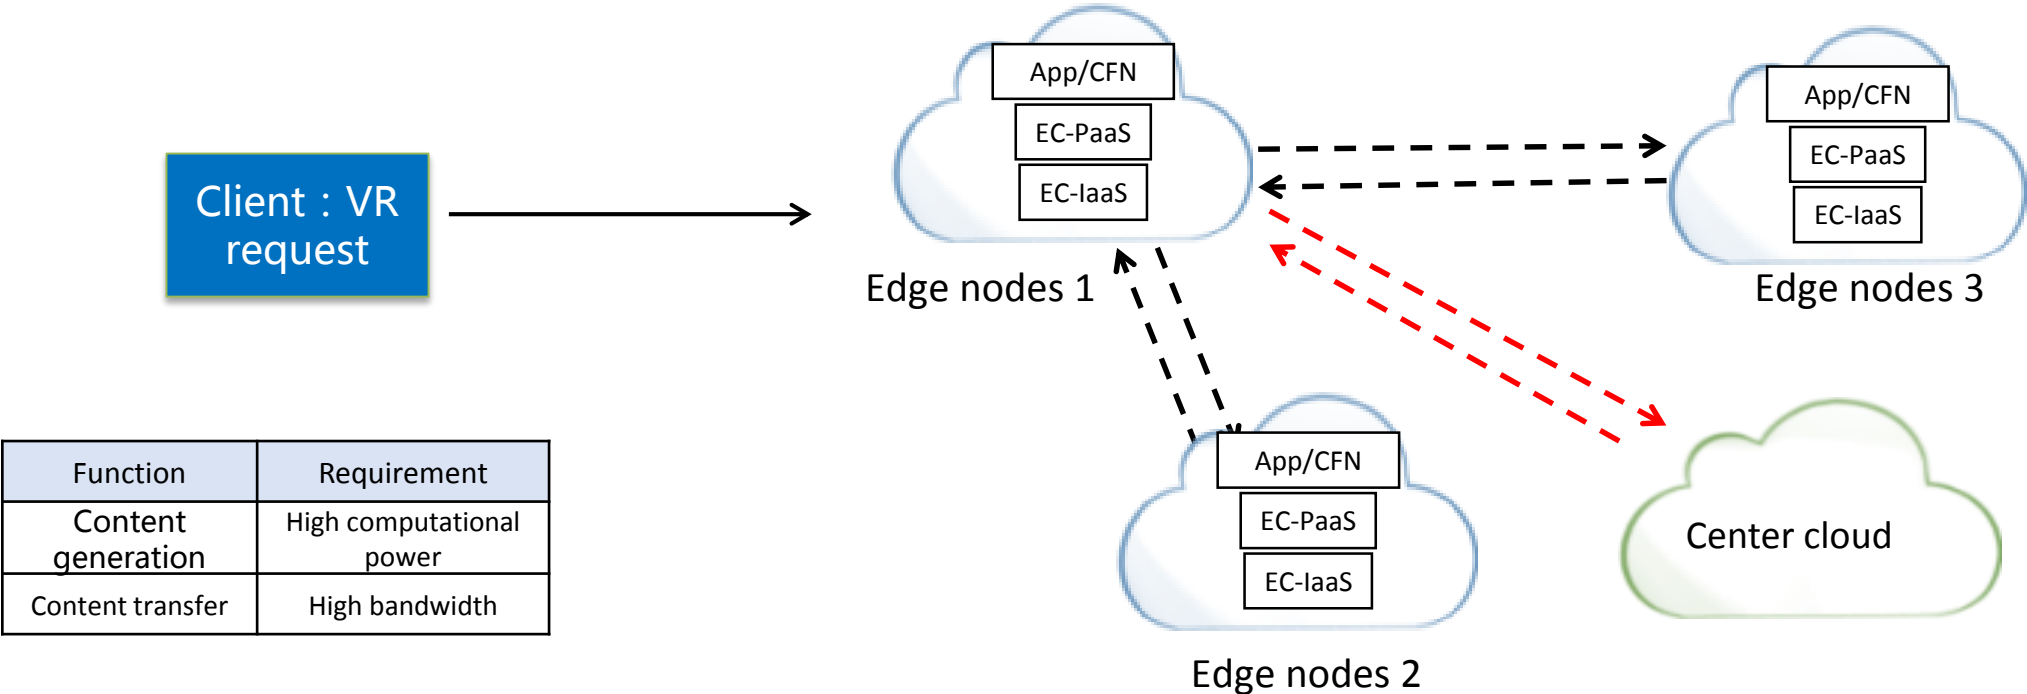 Client：VR
request
App/CFN
EC-PaaS
EC-IaaS
Edge nodes 1
App/CFN
EC-PaaS
EC-IaaS
Edge nodes 3
App/CFN
EC-PaaS
EC-IaaS
Edge nodes 2
Center cloud
Function Requirement
Content
generation
High computational
power
Content transfer High bandwidth